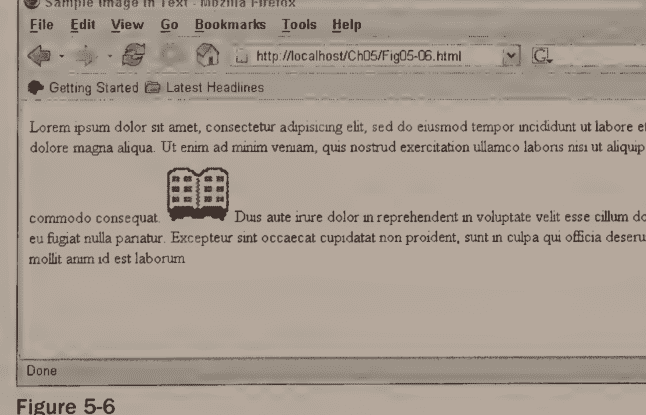 Sample Image in Text - Mozilla Firefox
File Edit View Go Bookmarks Tools Help
http://localhost/Ch05/Fig05-06.html G
Getting Started Latest Headlines
Lorem ipsum dolor sit amet, consectetur adipisicing elit, sed do eiusmod tempor incididunt ut labore et
dolore magna aliqua. Ut enim ad minim veniam, quis nostrud exercitation ullamco laboris nisi ut aliquip
commodo consequat. Duis aute irure dolor in reprehenderit in voluptate velit esse cillum do
eu fugiat nulla pariatur. Excepteur sint occaecat cupidatat non proident, sunt in culpa qui officia deseru
mollit anim id est laborum
Done
Figure 5-6